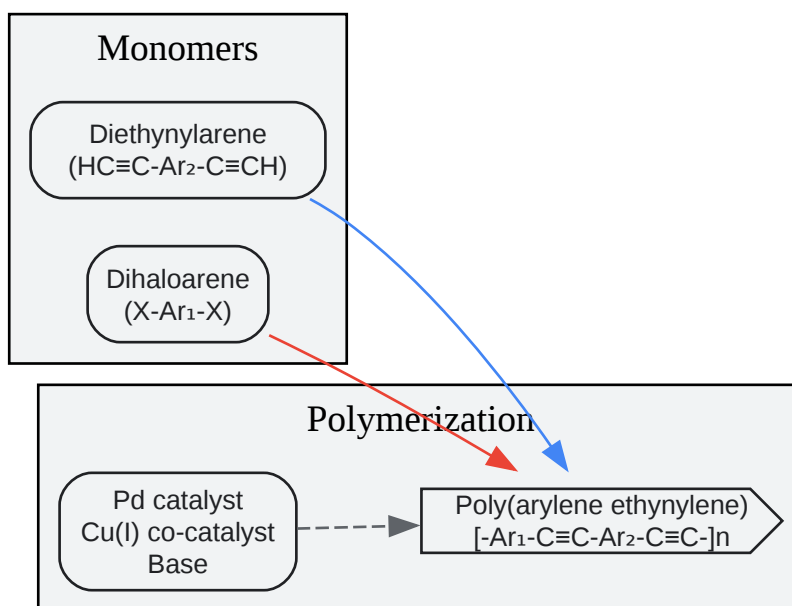 Monomers
Diethynylarene
(HC≡C-Ar₂-C≡CH)
Dihaloarene
(X-Ar₁-X)
Polymerization
Pd catalyst
Cu(I) co-catalyst
Base
Poly(arylene ethynylene)
[-Ar₁-C≡C-Ar₂-C≡C-]n